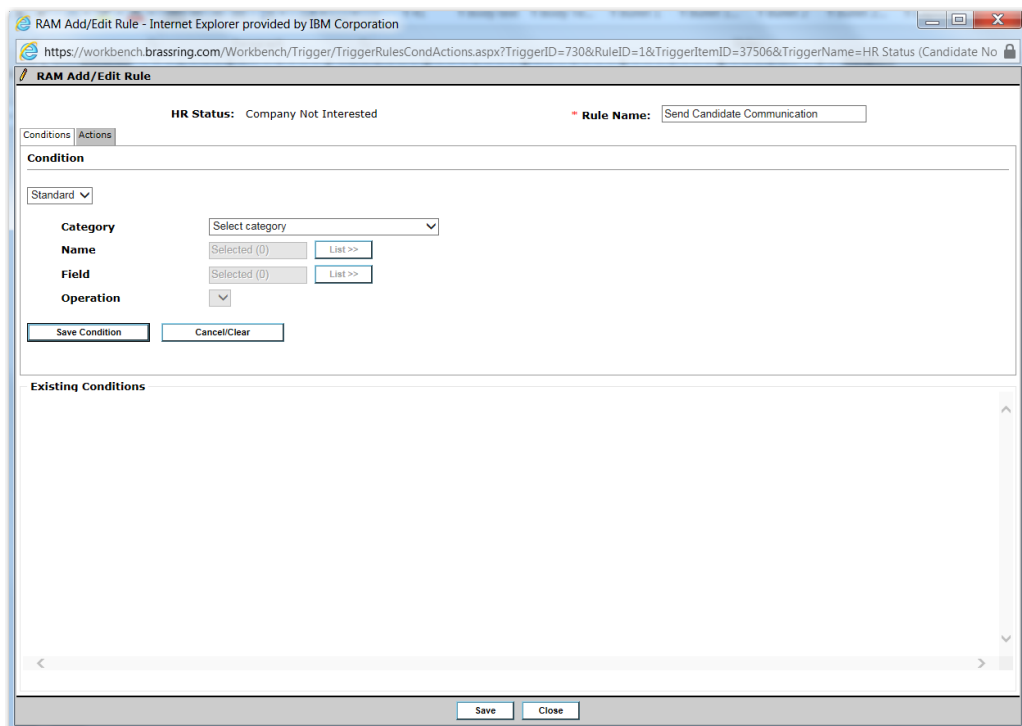 RAM Add/Edit Rule - Internet Explorer provided by IBM Corporation
https://workbench.brassring.com/Workbench/Trigger/TriggerRulesCondActions.aspx?TriggerID=730&RuleID=1&TriggerItemID=37506&TriggerName=HR Status (Candidate No
RAM Add/Edit Rule
HR Status: Company Not Interested * Rule Name: Send Candidate Communication
Conditions Actions
Condition
Standard
Category Select category
Name Selected (0) List >>
Field Selected (0) List >>
Operation
Save Condition Cancel/Clear
Existing Conditions
Save Close